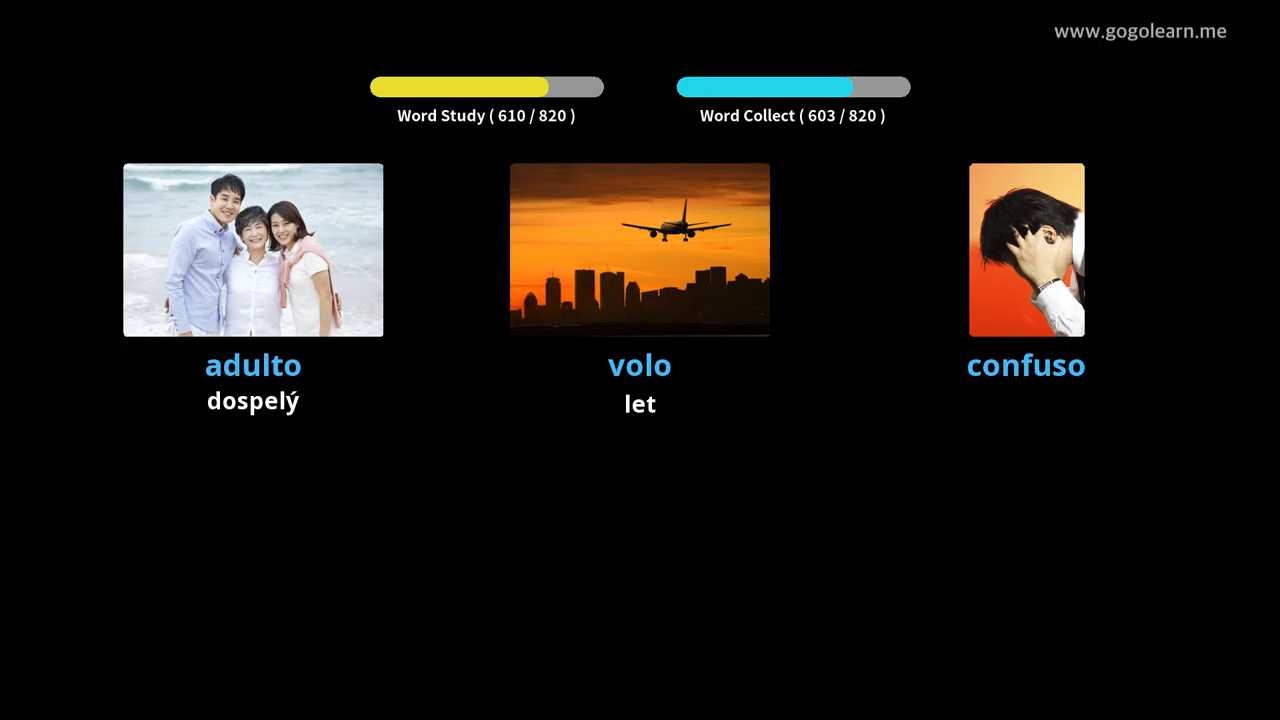 www.gogolearn.me
Word Study ( 610 / 820 )
Word Collect ( 603 / 820 )
adulto
dospelý
volo
let
confuso